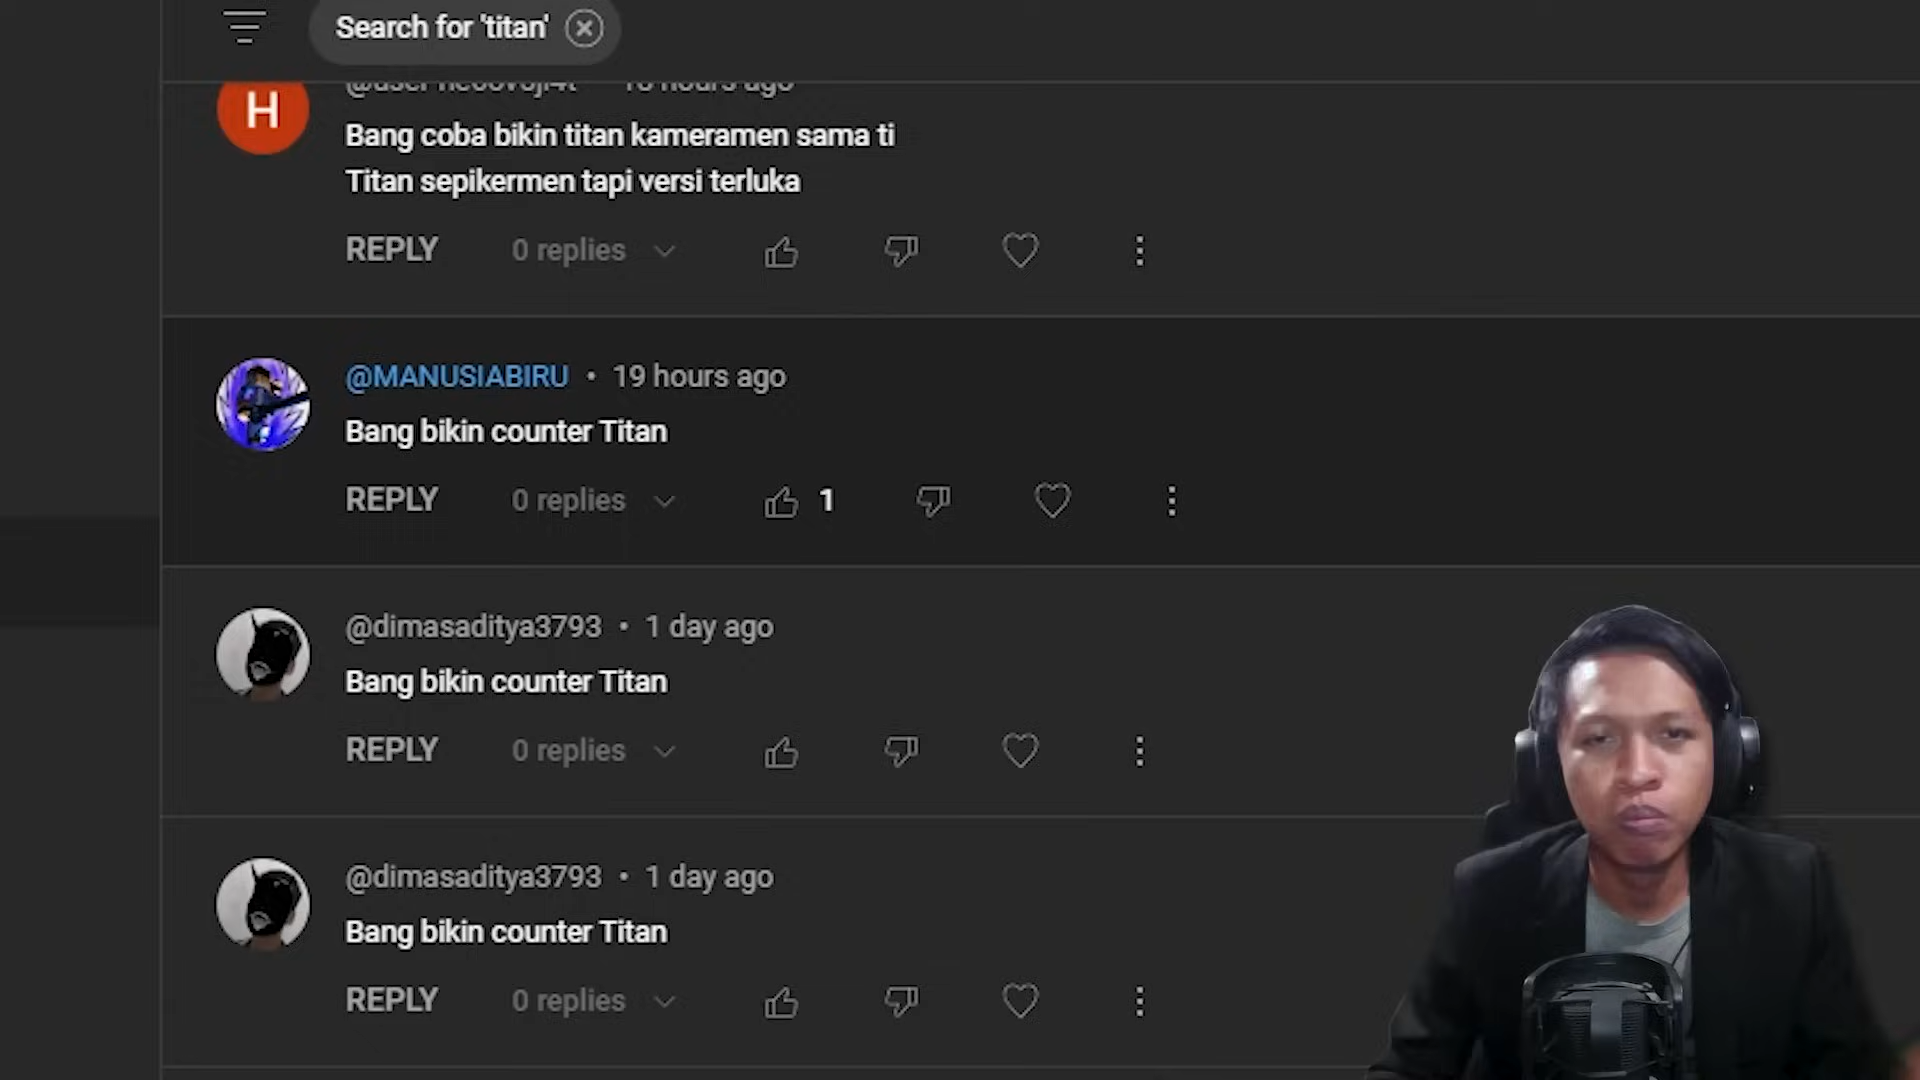 Search for 'titan'
H
hours ago
Bang coba bikin titan kameramen sama ti
Titan sepikermen tapi versi terluka
REPLY 0 replies
@MANUSIABIRU • 19 hours ago
Bang bikin counter Titan
REPLY 0 replies 1
@dimasaditya3793 • 1 day ago
Bang bikin counter Titan
REPLY 0 replies
@dimasaditya3793 • 1 day ago
Bang bikin counter Titan
REPLY 0 replies